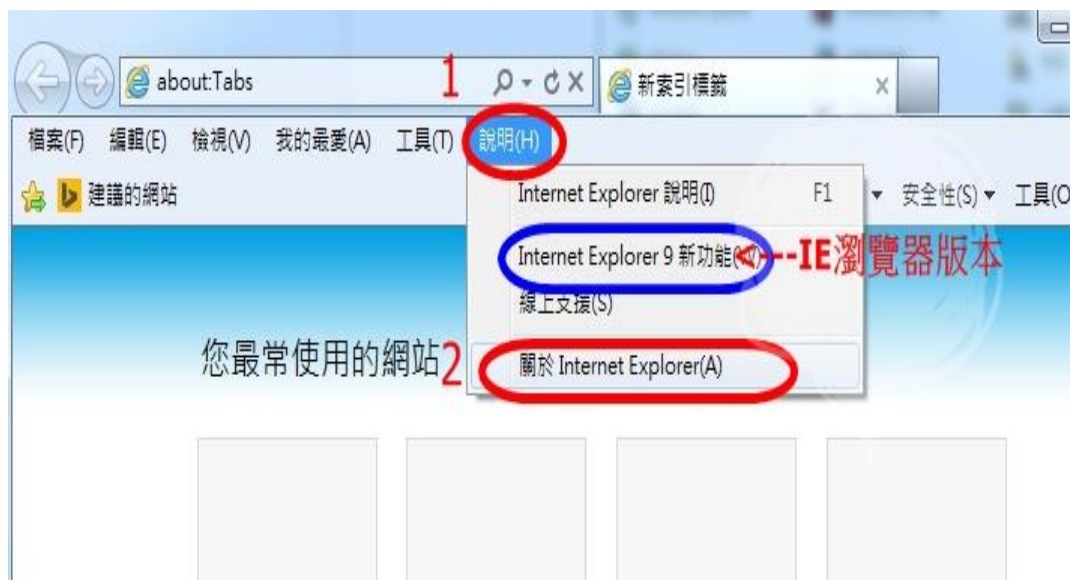 about:Tabs
1
新索引標籤
檔案(F) 編輯(E) 檢視(V) 我的最愛(A) 工具(T) 說明(H)
建議的網站
Internet Explorer 說明(I) F1
安全性(S) 工具(O
Internet Explorer 9 新功能 <---IE瀏覽器版本
線上支援(S)
您最常使用的網站
2 關於 Internet Explorer(A)